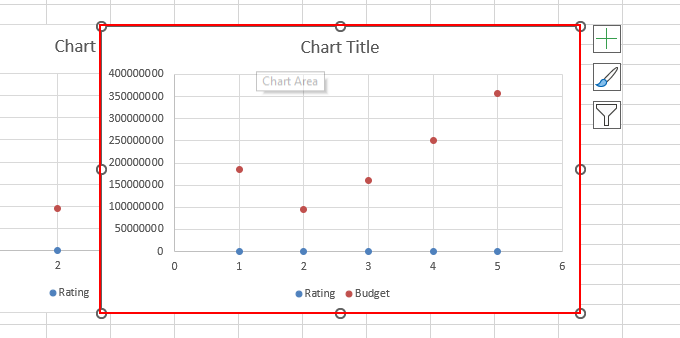 Chart
Chart Title
Chart Area
400000000
350000000
300000000
250000000
200000000
150000000
100000000
50000000
0
0 1 2 3 4 5 6
Rating Budget
2
Rating